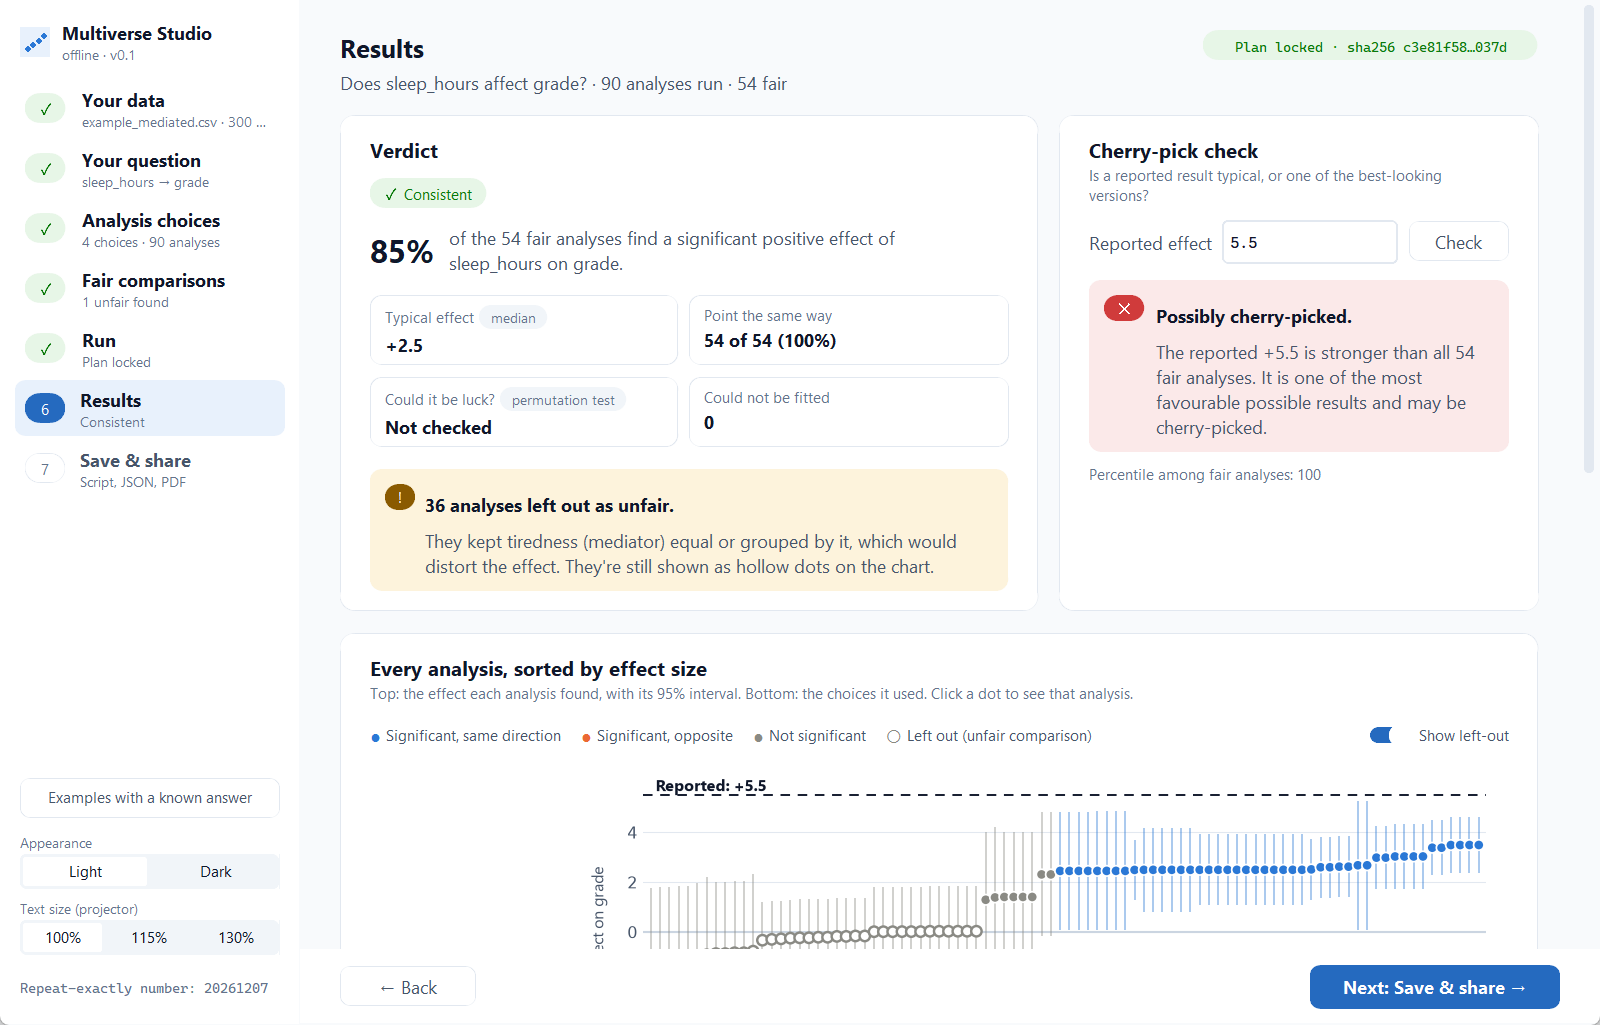 Multiverse Studio
offline · v0.1
Your data
example_mediated.csv · 300 ...
Your question
sleep_hours → grade
Analysis choices
4 choices · 90 analyses
Fair comparisons
1 unfair found
Run
Plan locked
6
Results
Consistent
7
Save & share
Script, JSON, PDF
Examples with a known answer
Appearance
Light
Dark
Text size (projector)
100%
115%
130%
Repeat-exactly number: 20261207
Results
Plan locked · sha256 c3e81f58…037d
Does sleep_hours affect grade? · 90 analyses run · 54 fair
Verdict
✓ Consistent
85%
of the 54 fair analyses find a significant positive effect of
sleep_hours on grade.
Typical effect median
+2.5
Point the same way
54 of 54 (100%)
Could it be luck? permutation test
Not checked
Could not be fitted
0
!
36 analyses left out as unfair.
They kept tiredness (mediator) equal or grouped by it, which would
distort the effect. They're still shown as hollow dots on the chart.
Cherry-pick check
Is a reported result typical, or one of the best-looking
versions?
Reported effect
5.5
Check
Possibly cherry-picked.
The reported +5.5 is stronger than all 54
fair analyses. It is one of the most
favourable possible results and may be
cherry-picked.
Percentile among fair analyses: 100
Every analysis, sorted by effect size
Top: the effect each analysis found, with its 95% interval. Bottom: the choices it used. Click a dot to see that analysis.
Significant, same direction
Significant, opposite
Not significant
Left out (unfair comparison)
Show left-out
Reported: +5.5
4
2
0
ect on grade
← Back
Next: Save & share →